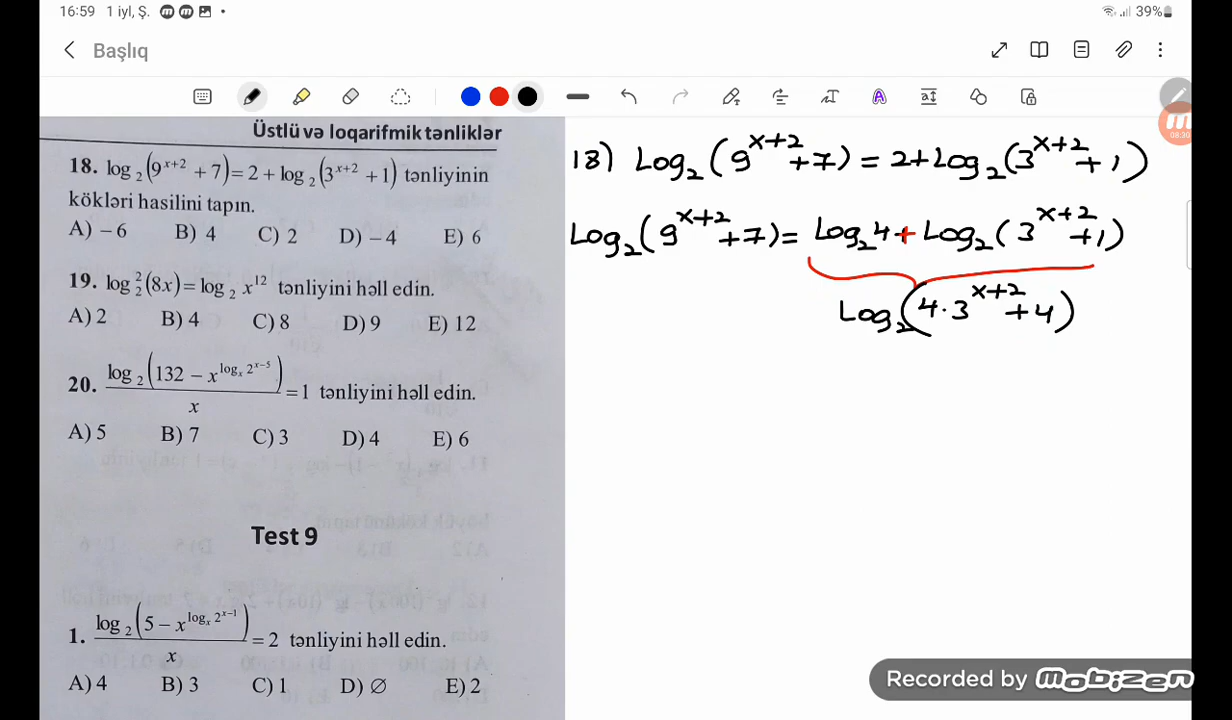 16:59 1 iyl, Ş.
39%
Başlıq
08:30
Üstlü və loqarifmik tənliklər
18. log₂(9ˣ⁺² + 7) = 2 + log₂(3ˣ⁺² + 1) tənliyinin
kökləri hasilini tapın.
A) – 6 B) 4 C) 2 D) – 4 E) 6
19. log₂²(8x) = log₂ x¹² tənliyini həll edin.
A) 2 B) 4 C) 8 D) 9 E) 12
20. log₂(132 – x^(logₓ 2ˣ⁻⁵)) / x = 1 tənliyini həll edin.
A) 5 B) 7 C) 3 D) 4 E) 6
Test 9
1. log₂(5 – x^(logₓ 2ˣ⁻¹)) / x = 2 tənliyini həll edin.
A) 4 B) 3 C) 1 D) ∅ E) 2
18) Log₂(9ˣ⁺² + 7) = 2 + Log₂(3ˣ⁺² + 1)
Log₂(9ˣ⁺² + 7) = Log₂4 + Log₂(3ˣ⁺² + 1)
Log₂(4·3ˣ⁺² + 4)
Recorded by mobizen